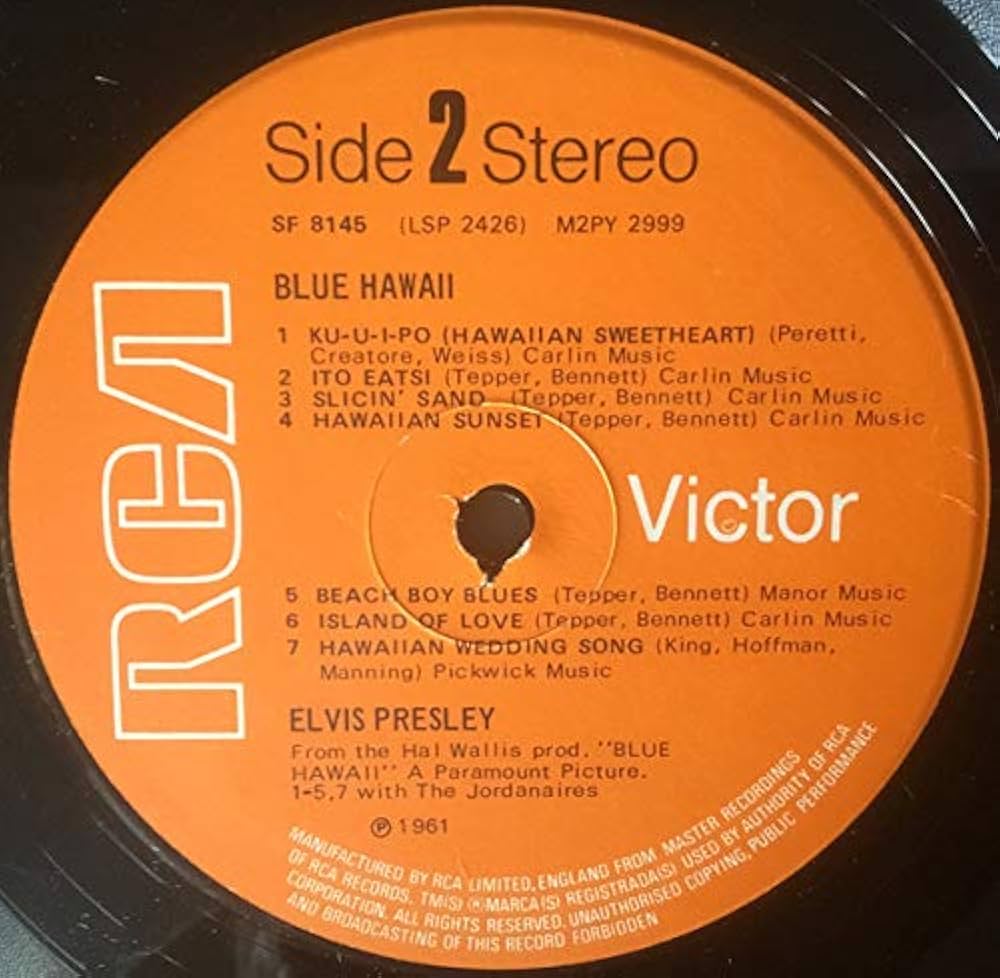 Side 2 Stereo
SF 8145 (LSP 2426) M2PY 2999
BLUE HAWAII
1 KU-U-I-PO (HAWAIIAN SWEETHEART) (Peretti,
Creatore, Weiss) Carlin Music
2 ITO EATSI (Tepper, Bennett) Carlin Music
3 SLICIN' SAND (Tepper, Bennett) Carlin Music
4 HAWAIIAN SUNSET (Tepper, Bennett) Carlin Music
RCA
Victor
5 BEACH BOY BLUES (Tepper, Bennett) Manor Music
6 ISLAND OF LOVE (Tepper, Bennett) Carlin Music
7 HAWAIIAN WEDDING SONG (King, Hoffman,
Manning) Pickwick Music
ELVIS PRESLEY
From the Hal Wallis prod. "BLUE
HAWAII" A Paramount Picture.
1-5,7 with The Jordanaires
℗ 1961
MANUFACTURED BY RCA LIMITED, ENGLAND FROM MASTER RECORDINGS
OF RCA RECORDS. TM(S) ® MARCA(S) REGISTRADA(S) USED BY AUTHORITY OF RCA
CORPORATION. ALL RIGHTS RESERVED. UNAUTHORISED COPYING, PUBLIC PERFORMANCE
AND BROADCASTING OF THIS RECORD FORBIDDEN